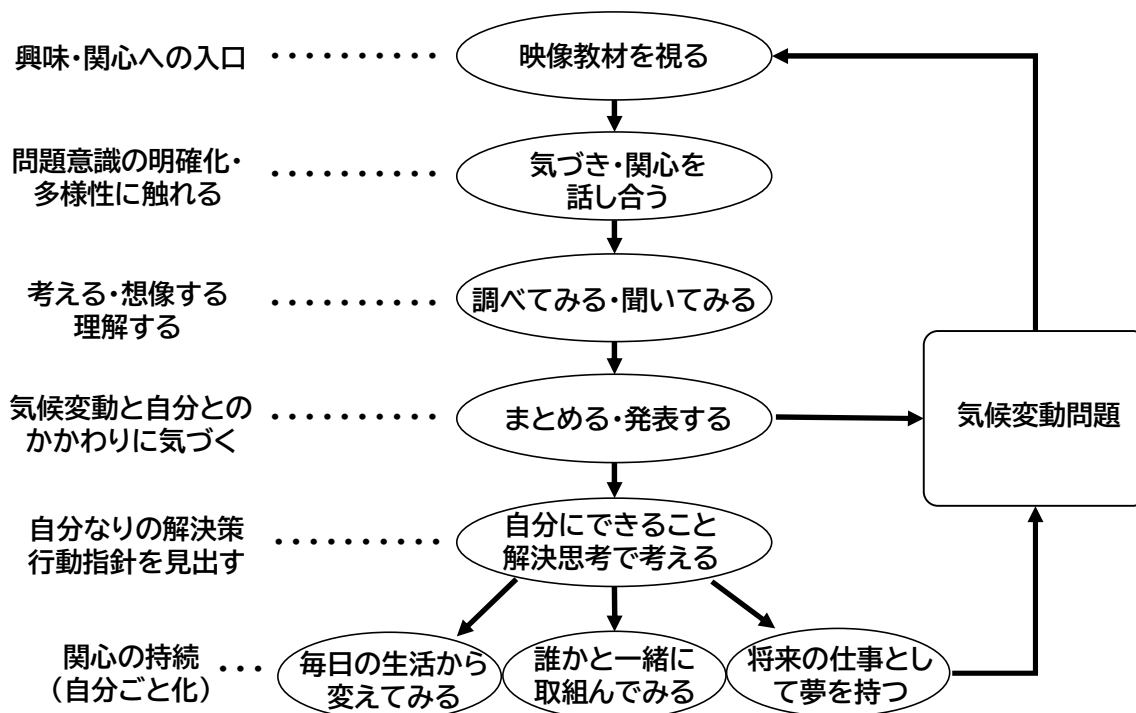 興味・関心への入口
映像教材を視る
問題意識の明確化・
多様性に触れる
気づき・関心を
話し合う
考える・想像する
理解する
調べてみる・聞いてみる
気候変動と自分との
かかわりに気づく
まとめる・発表する
気候変動問題
自分なりの解決策
行動指針を見出す
自分にできること
解決思考で考える
関心の持続
（自分ごと化）
毎日の生活から
変えてみる
誰かと一緒に
取組んでみる
将来の仕事とし
て夢を持つ